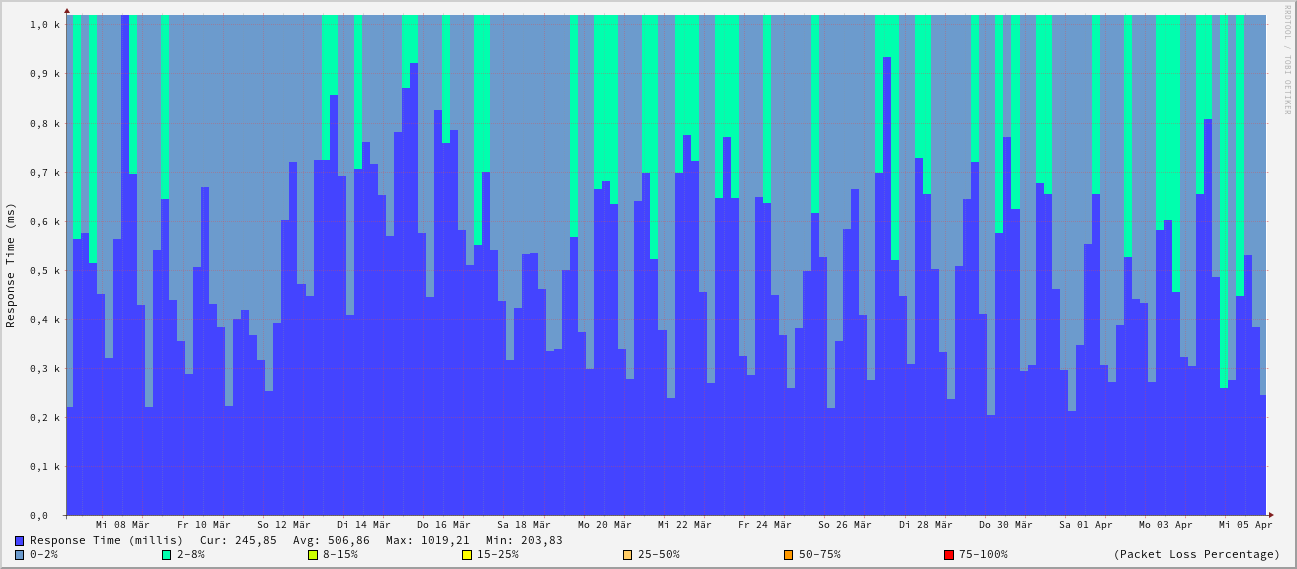 1,0 k
0,9 k
0,8 k
0,7 k
0,6 k
0,5 k
0,4 k
0,3 k
0,2 k
0,1 k
0,0
Response Time (ms)
RRDTOOL / TOBI OETIKER
Mi 08 Mär Fr 10 Mär So 12 Mär Di 14 Mär Do 16 Mär Sa 18 Mär Mo 20 Mär Mi 22 Mär Fr 24 Mär So 26 Mär Di 28 Mär Do 30 Mär Sa 01 Apr Mo 03 Apr Mi 05 Apr
Response Time (millis) Cur: 245,85 Avg: 506,86 Max: 1019,21 Min: 203,83
0-2% 2-8% 8-15% 15-25% 25-50% 50-75% 75-100% (Packet Loss Percentage)